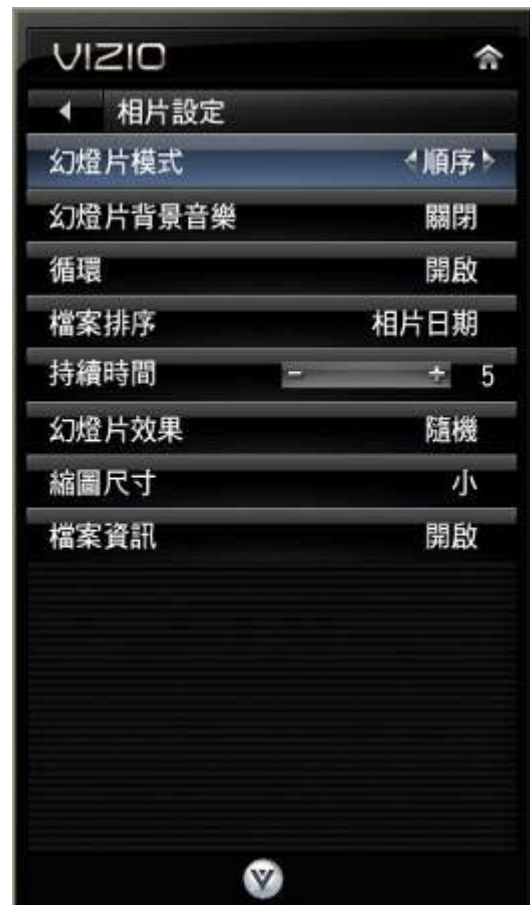 VIZIO
相片設定
幻燈片模式 順序
幻燈片背景音樂 關閉
循環 開啟
檔案排序 相片日期
持續時間 - + 5
幻燈片效果 隨機
縮圖尺寸 小
檔案資訊 開啟
V